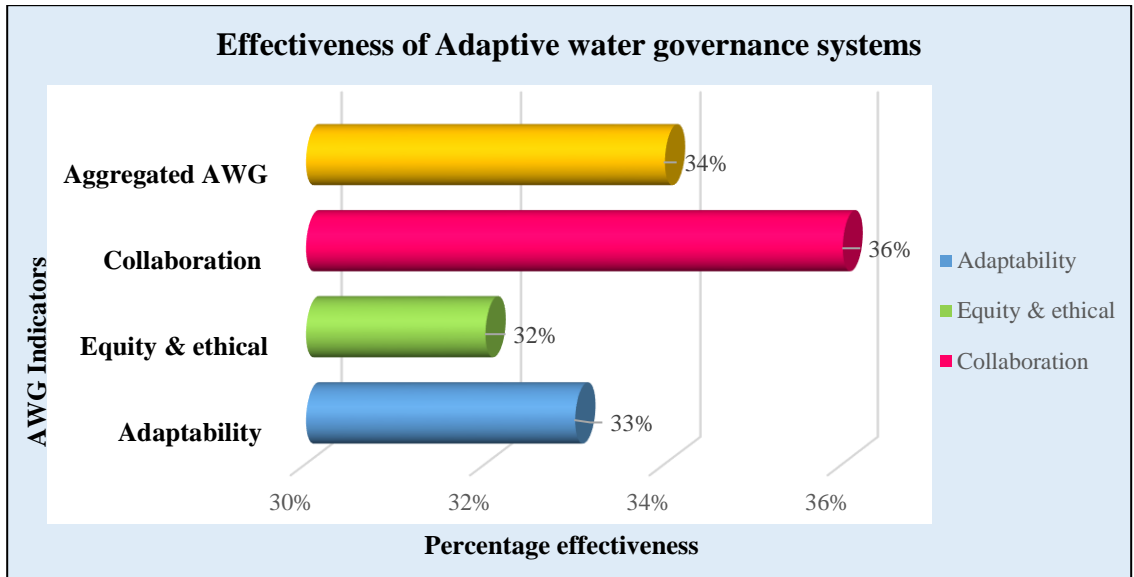 Effectiveness of Adaptive water governance systems
AWG Indicators
Aggregated AWG
34%
Collaboration
36%
Equity & ethical
32%
Adaptability
33%
30%
32%
34%
36%
Percentage effectiveness
Adaptability
Equity & ethical
Collaboration